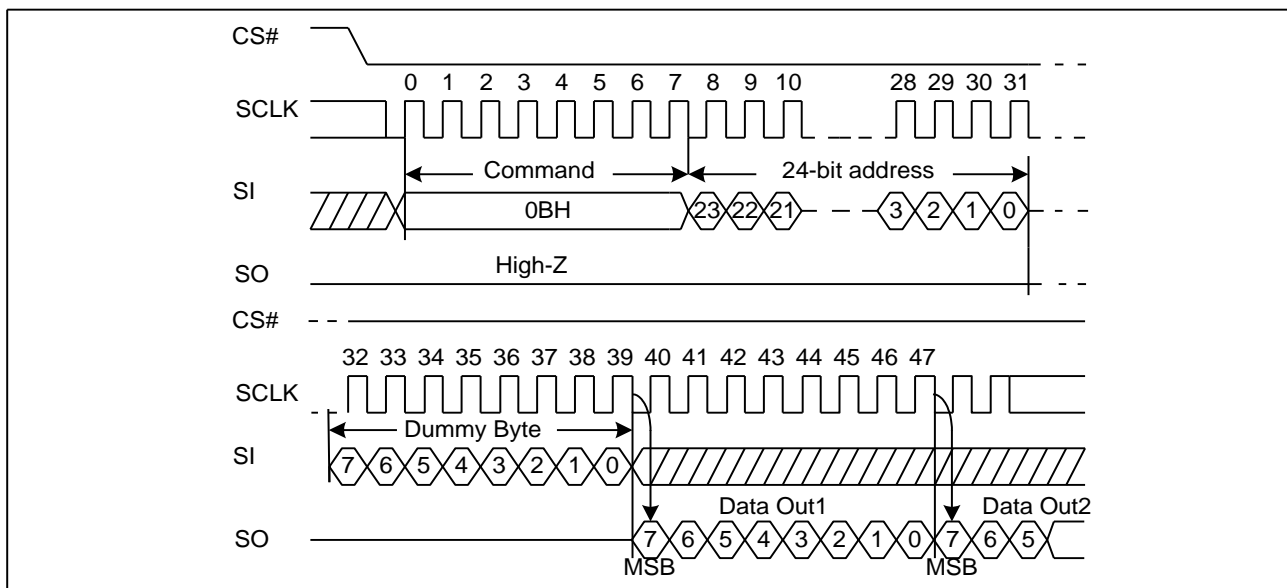 CS#
0 1 2 3 4 5 6 7 8 9 10 28 29 30 31
SCLK
Command 24-bit address
SI
0BH 23 22 21 3 2 1 0
High-Z
SO
CS#
32 33 34 35 36 37 38 39 40 41 42 43 44 45 46 47
SCLK
Dummy Byte
SI
7 6 5 4 3 2 1 0
Data Out1 Data Out2
SO
7 6 5 4 3 2 1 0 7 6 5
MSB MSB